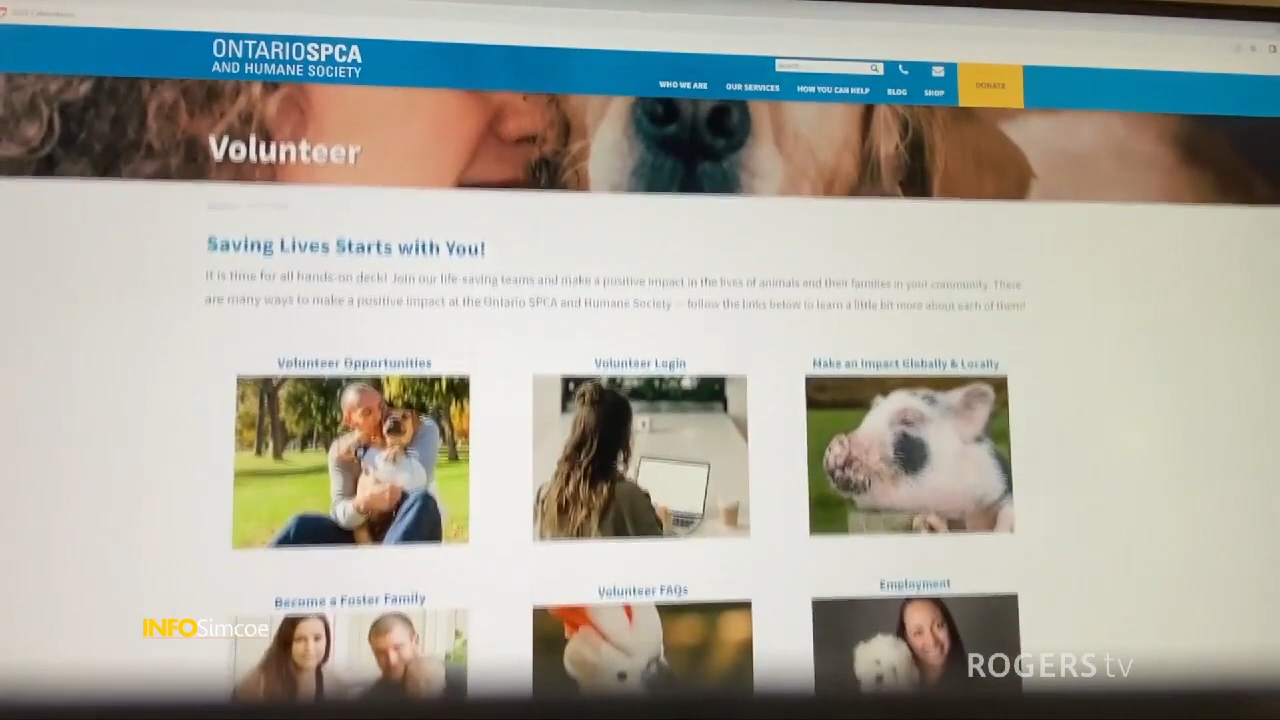 ONTARIOSPCA
AND HUMANE SOCIETY
WHO WE ARE OUR SERVICES HOW YOU CAN HELP BLOG SHOP DONATE
Volunteer
Saving Lives Starts with You!
It is time for all hands-on deck! Join our life-saving teams and make a positive impact in the lives of animals and their families in your community. There
are many ways to make a positive impact at the Ontario SPCA and Humane Society – follow the links below to learn a little bit more about each of them!
Volunteer Opportunities
Volunteer Login
Make an Impact Globally & Locally
Become a Foster Family
Volunteer FAQs
Employment
INFOSimcoe
ROGERS tv